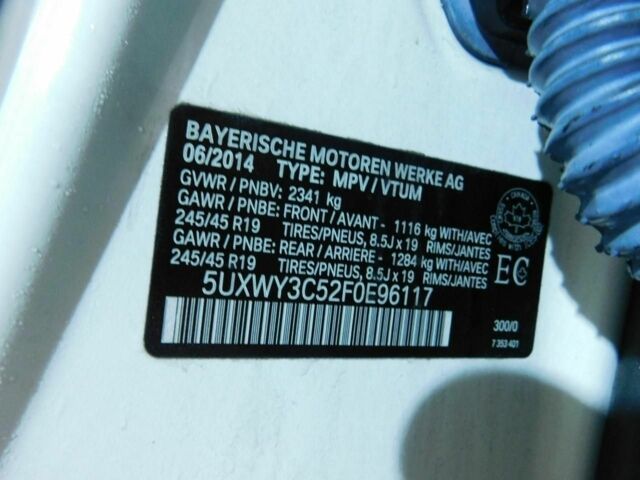 BAYERISCHE MOTOREN WERKE AG
06/2014 TYPE: MPV / VTUM
GVWR / PNBV: 2341 kg
GAWR / PNBE: FRONT / AVANT - 1116 kg WITH/AVEC
245/45 R19 TIRES/PNEUS, 8.5J x 19 RIMS/JANTES
GAWR / PNBE: REAR / ARRIERE - 1284 kg WITH/AVEC
245/45 R19 TIRES/PNEUS, 8.5J x 19 RIMS/JANTES
EC
5UXWY3C52F0E96117
300/0
7 353 401